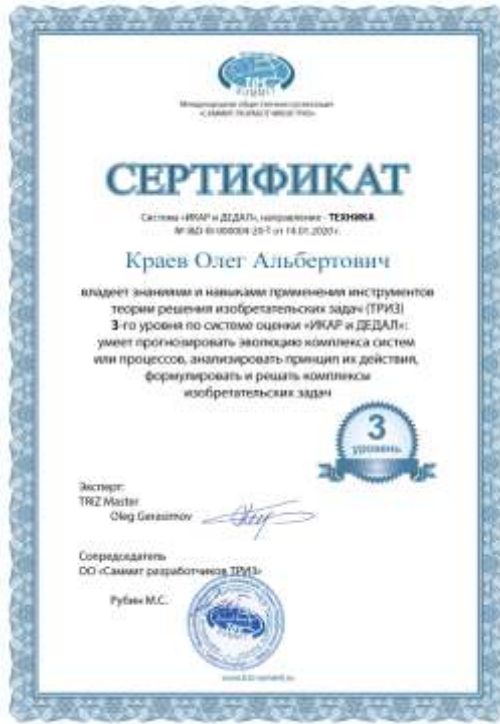 TDS
SUMMIT
Международная общественная организация
«САММИТ РАЗРАБОТЧИКОВ ТРИЗ»
СЕРТИФИКАТ
Система «ИКАР и ДЕДАЛ», направление - ТЕХНИКА
от 14.01.2020 г.
Краев Олег Альбертович
владеет знаниями и навыками применения инструментов
теории решения изобретательских задач (ТРИЗ)
3-го уровня по системе оценки «ИКАР и ДЕДАЛ»:
умеет прогнозировать эволюцию комплекса систем
или процессов, анализировать принцип их действия,
формулировать и решать комплексы
изобретательских задач
3
уровень
Эксперт:
TRIZ Master
Oleg Gerasimov
Сопредседатель
ОО «Саммит разработчиков ТРИЗ»
Рубин М.С.